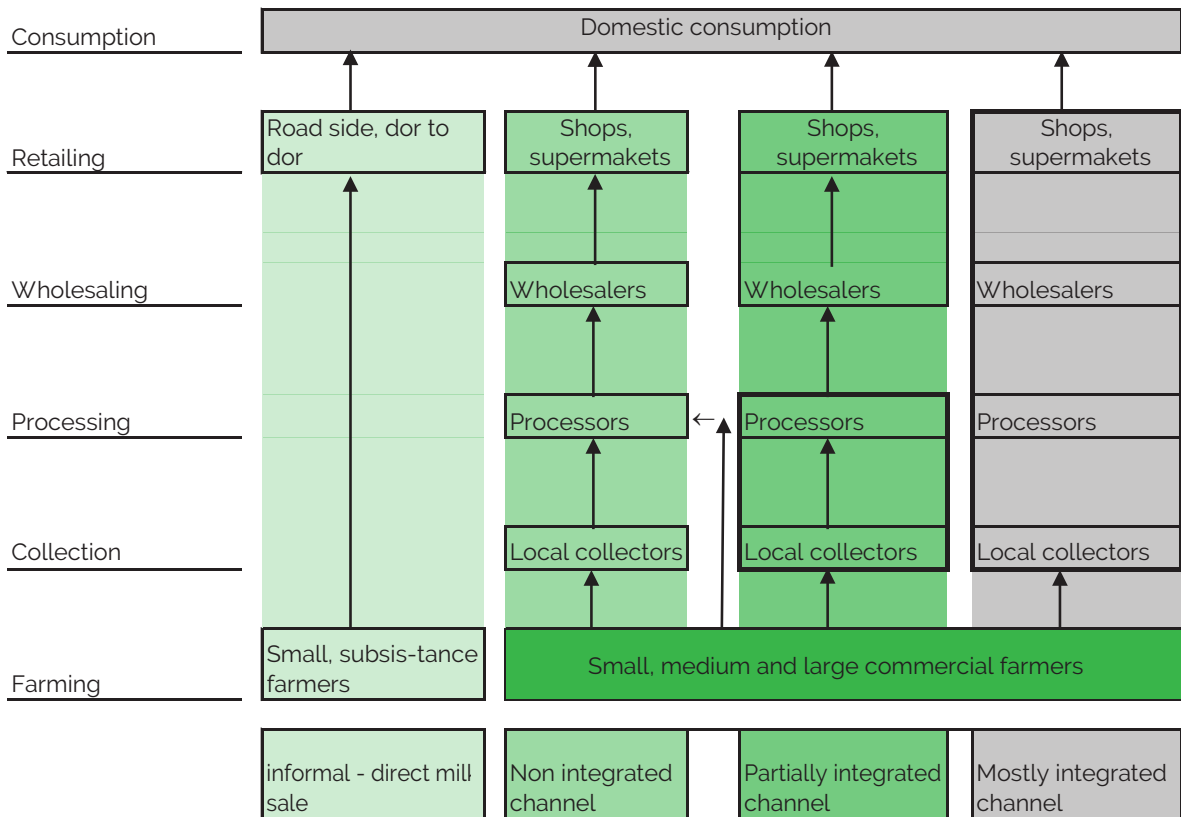 Consumption
Domestic consumption
Retailing
Road side, dor to
dor
Shops,
supermakets
Shops,
supermakets
Shops,
supermakets
Wholesaling
Wholesalers
Wholesalers
Wholesalers
Processing
Processors
←
Processors
Processors
Collection
Local collectors
Local collectors
Local collectors
Farming
Small, subsis-tance
farmers
Small, medium and large commercial farmers
informal - direct milk
sale
Non integrated
channel
Partially integrated
channel
Mostly integrated
channel